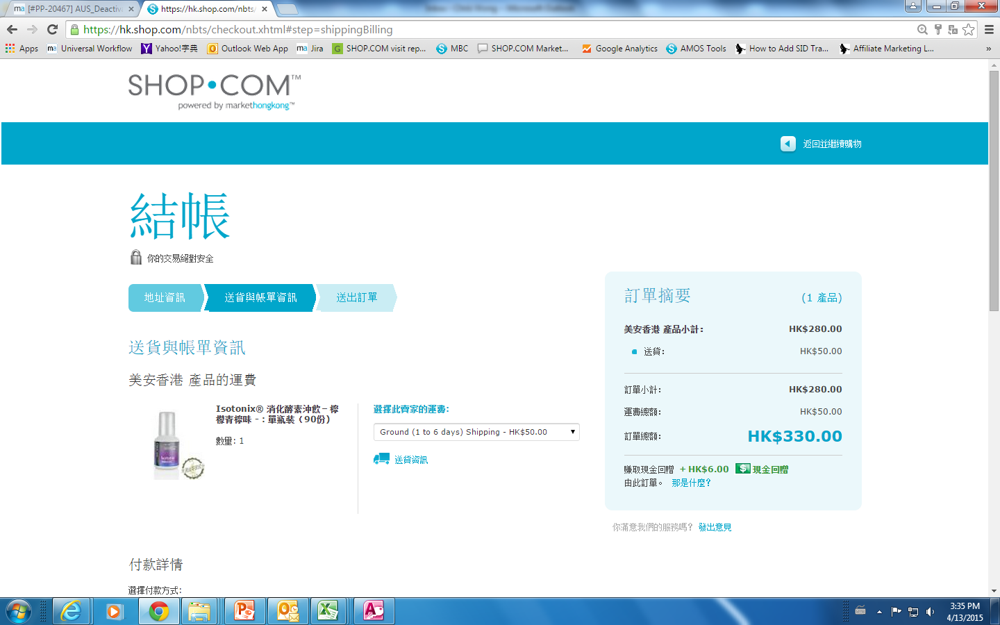 [#PP-20467] AUS_Deactiva
https://hk.shop.com/nbts/
https://hk.shop.com/nbts/checkout.xhtml#step=shippingBilling
Apps
Universal Workflow
Yahoo!字典
Outlook Web App
Jira
SHOP.COM visit rep...
MBC
SHOP.COM Market...
Google Analytics
AMOS Tools
How to Add SID Tra...
Affiliate Marketing L...
»
SHOP•COM™
powered by markethongkong™
返回並繼續購物
結帳
你的交易絕對安全
地址資訊
送貨與帳單資訊
送出訂單
送貨與帳單資訊
美安香港 產品的運費
Isotonix® 消化酵素沖飲－檸
檬青檸味 -：單瓶裝（90份）
數量: 1
選擇此賣家的運費:
Ground (1 to 6 days) Shipping - HK$50.00
送貨資訊
訂單摘要
(1 產品)
美安香港 產品小計:
HK$280.00
送貨:
HK$50.00
訂單小計:
HK$280.00
運費總額:
HK$50.00
訂單總額:
HK$330.00
賺取現金回贈 + HK$6.00 現金回贈
由此訂單。 那是什麼?
你滿意我們的服務嗎? 發出意見
付款詳情
選擇付款方式:
3:35 PM
4/13/2015